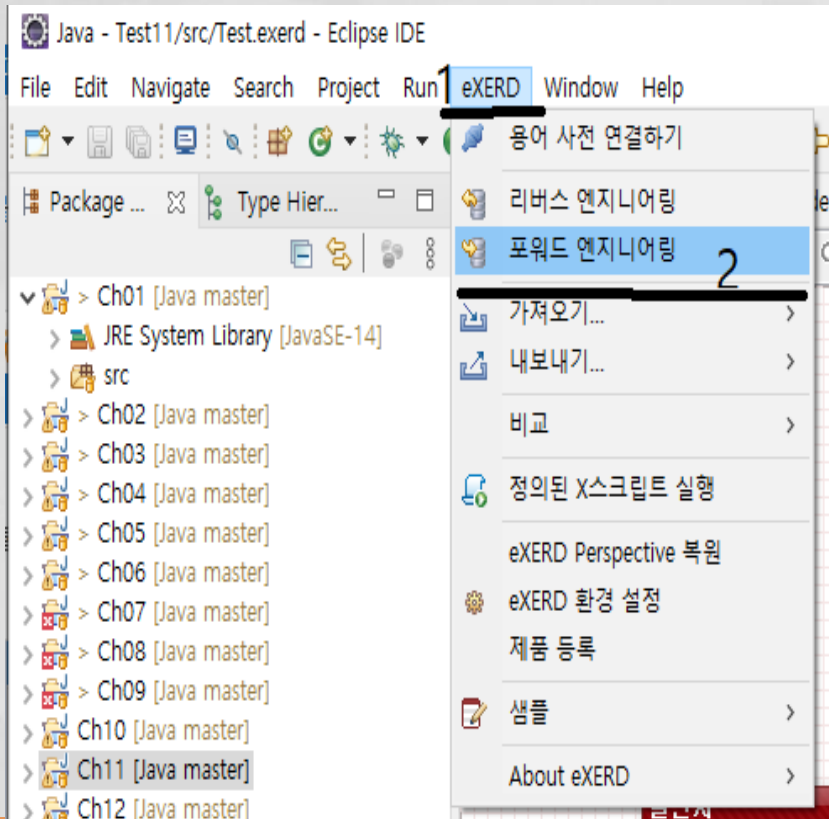 Java - Test11/src/Test.exerd - Eclipse IDE
File Edit Navigate Search Project Run 1 eXERD Window Help
용어 사전 연결하기
Package ... Type Hier...
리버스 엔지니어링
포워드 엔지니어링 2
> Ch01 [Java master]
가져오기...
JRE System Library [JavaSE-14]
내보내기...
src
> Ch02 [Java master]
비교
> Ch03 [Java master]
> Ch04 [Java master]
정의된 X스크립트 실행
> Ch05 [Java master]
eXERD Perspective 복원
> Ch06 [Java master]
eXERD 환경 설정
> Ch07 [Java master]
제품 등록
> Ch08 [Java master]
> Ch09 [Java master]
샘플
Ch10 [Java master]
Ch11 [Java master]
About eXERD
Ch12 [Java master]